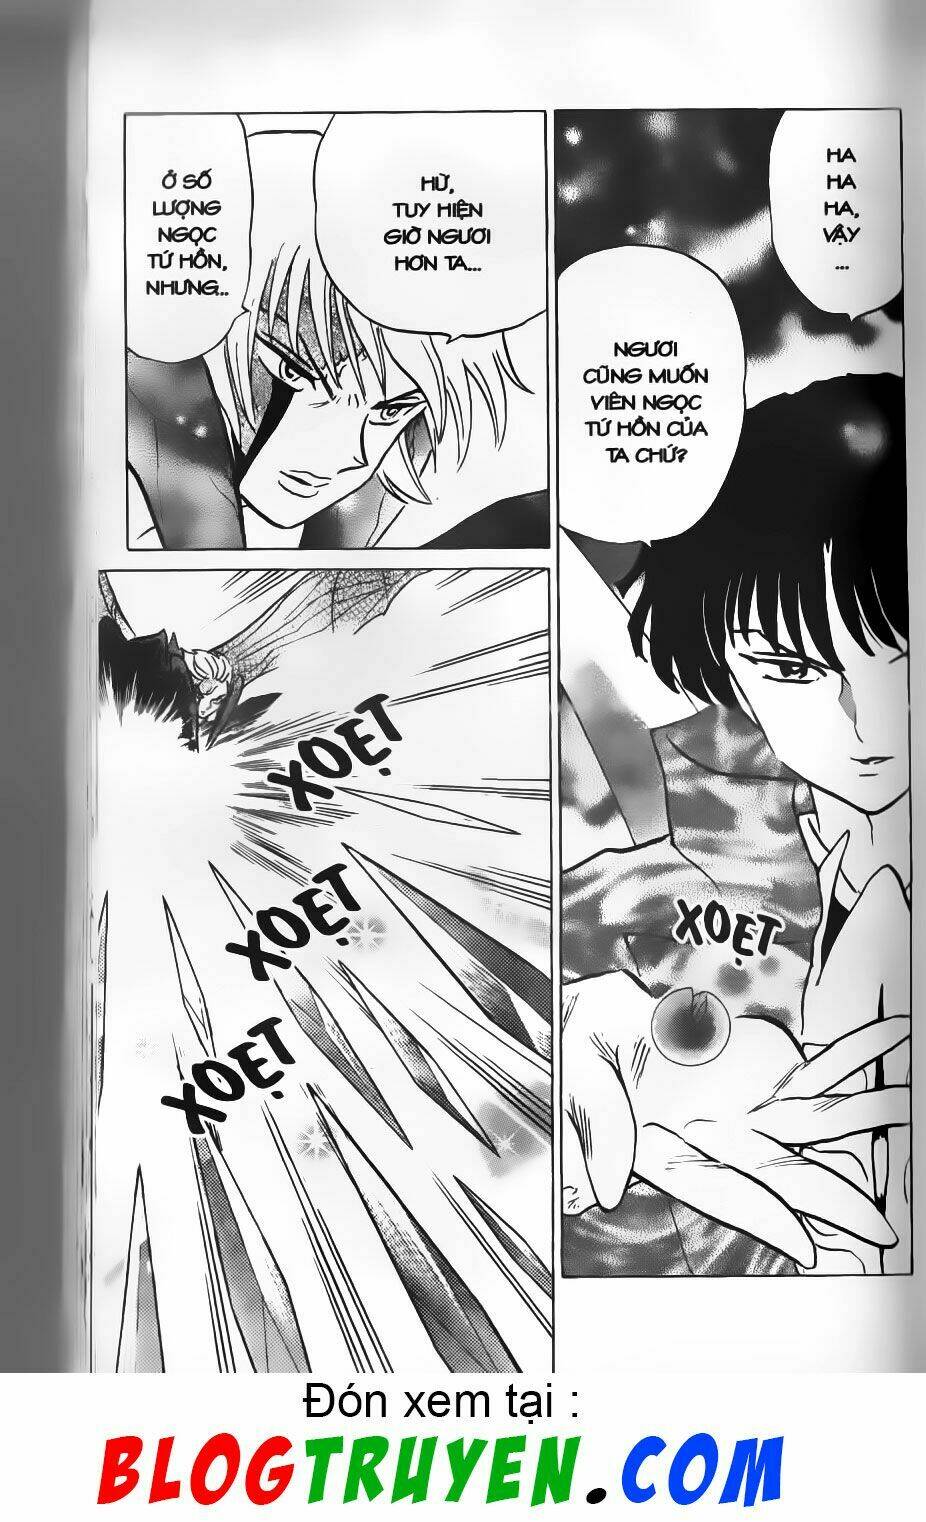 HA
HA
HA,
VẬY
...
NGƯƠI
CŨNG MUỐN
VIÊN NGỌC
TỨ HỒN CỦA
TA CHỨ?
XOẸT
HỪ,
TUY HIỆN
GIỜ NGƯƠI
HƠN TA...
Ở SỐ
LƯỢNG
NGỌC
TỨ HỒN,
NHƯNG..
XOẸT
XOẸT
XOẸT
Đón xem tại :
BLOGTRUYEN.COM